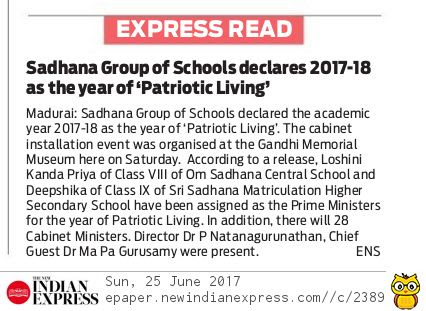 EXPRESS READ
Sadhana Group of Schools declares 2017-18
as the year of ‘Patriotic Living’
Madurai: Sadhana Group of Schools declared the academic
year 2017-18 as the year of ‘Patriotic Living’. The cabinet
installation event was organised at the Gandhi Memorial
Museum here on Saturday. According to a release, Loshini
Kanda Priya of Class VIII of Om Sadhana Central School and
Deepshika of Class IX of Sri Sadhana Matriculation Higher
Secondary School have been assigned as the Prime Ministers
for the year of Patriotic Living. In addition, there will 28
Cabinet Ministers. Director Dr P Natanagurunathan, Chief
Guest Dr Ma Pa Gurusamy were present. ENS
THE NEW
INDIAN
EXPRESS
Sun, 25 June 2017
epaper.newindianexpress.com//c/2389